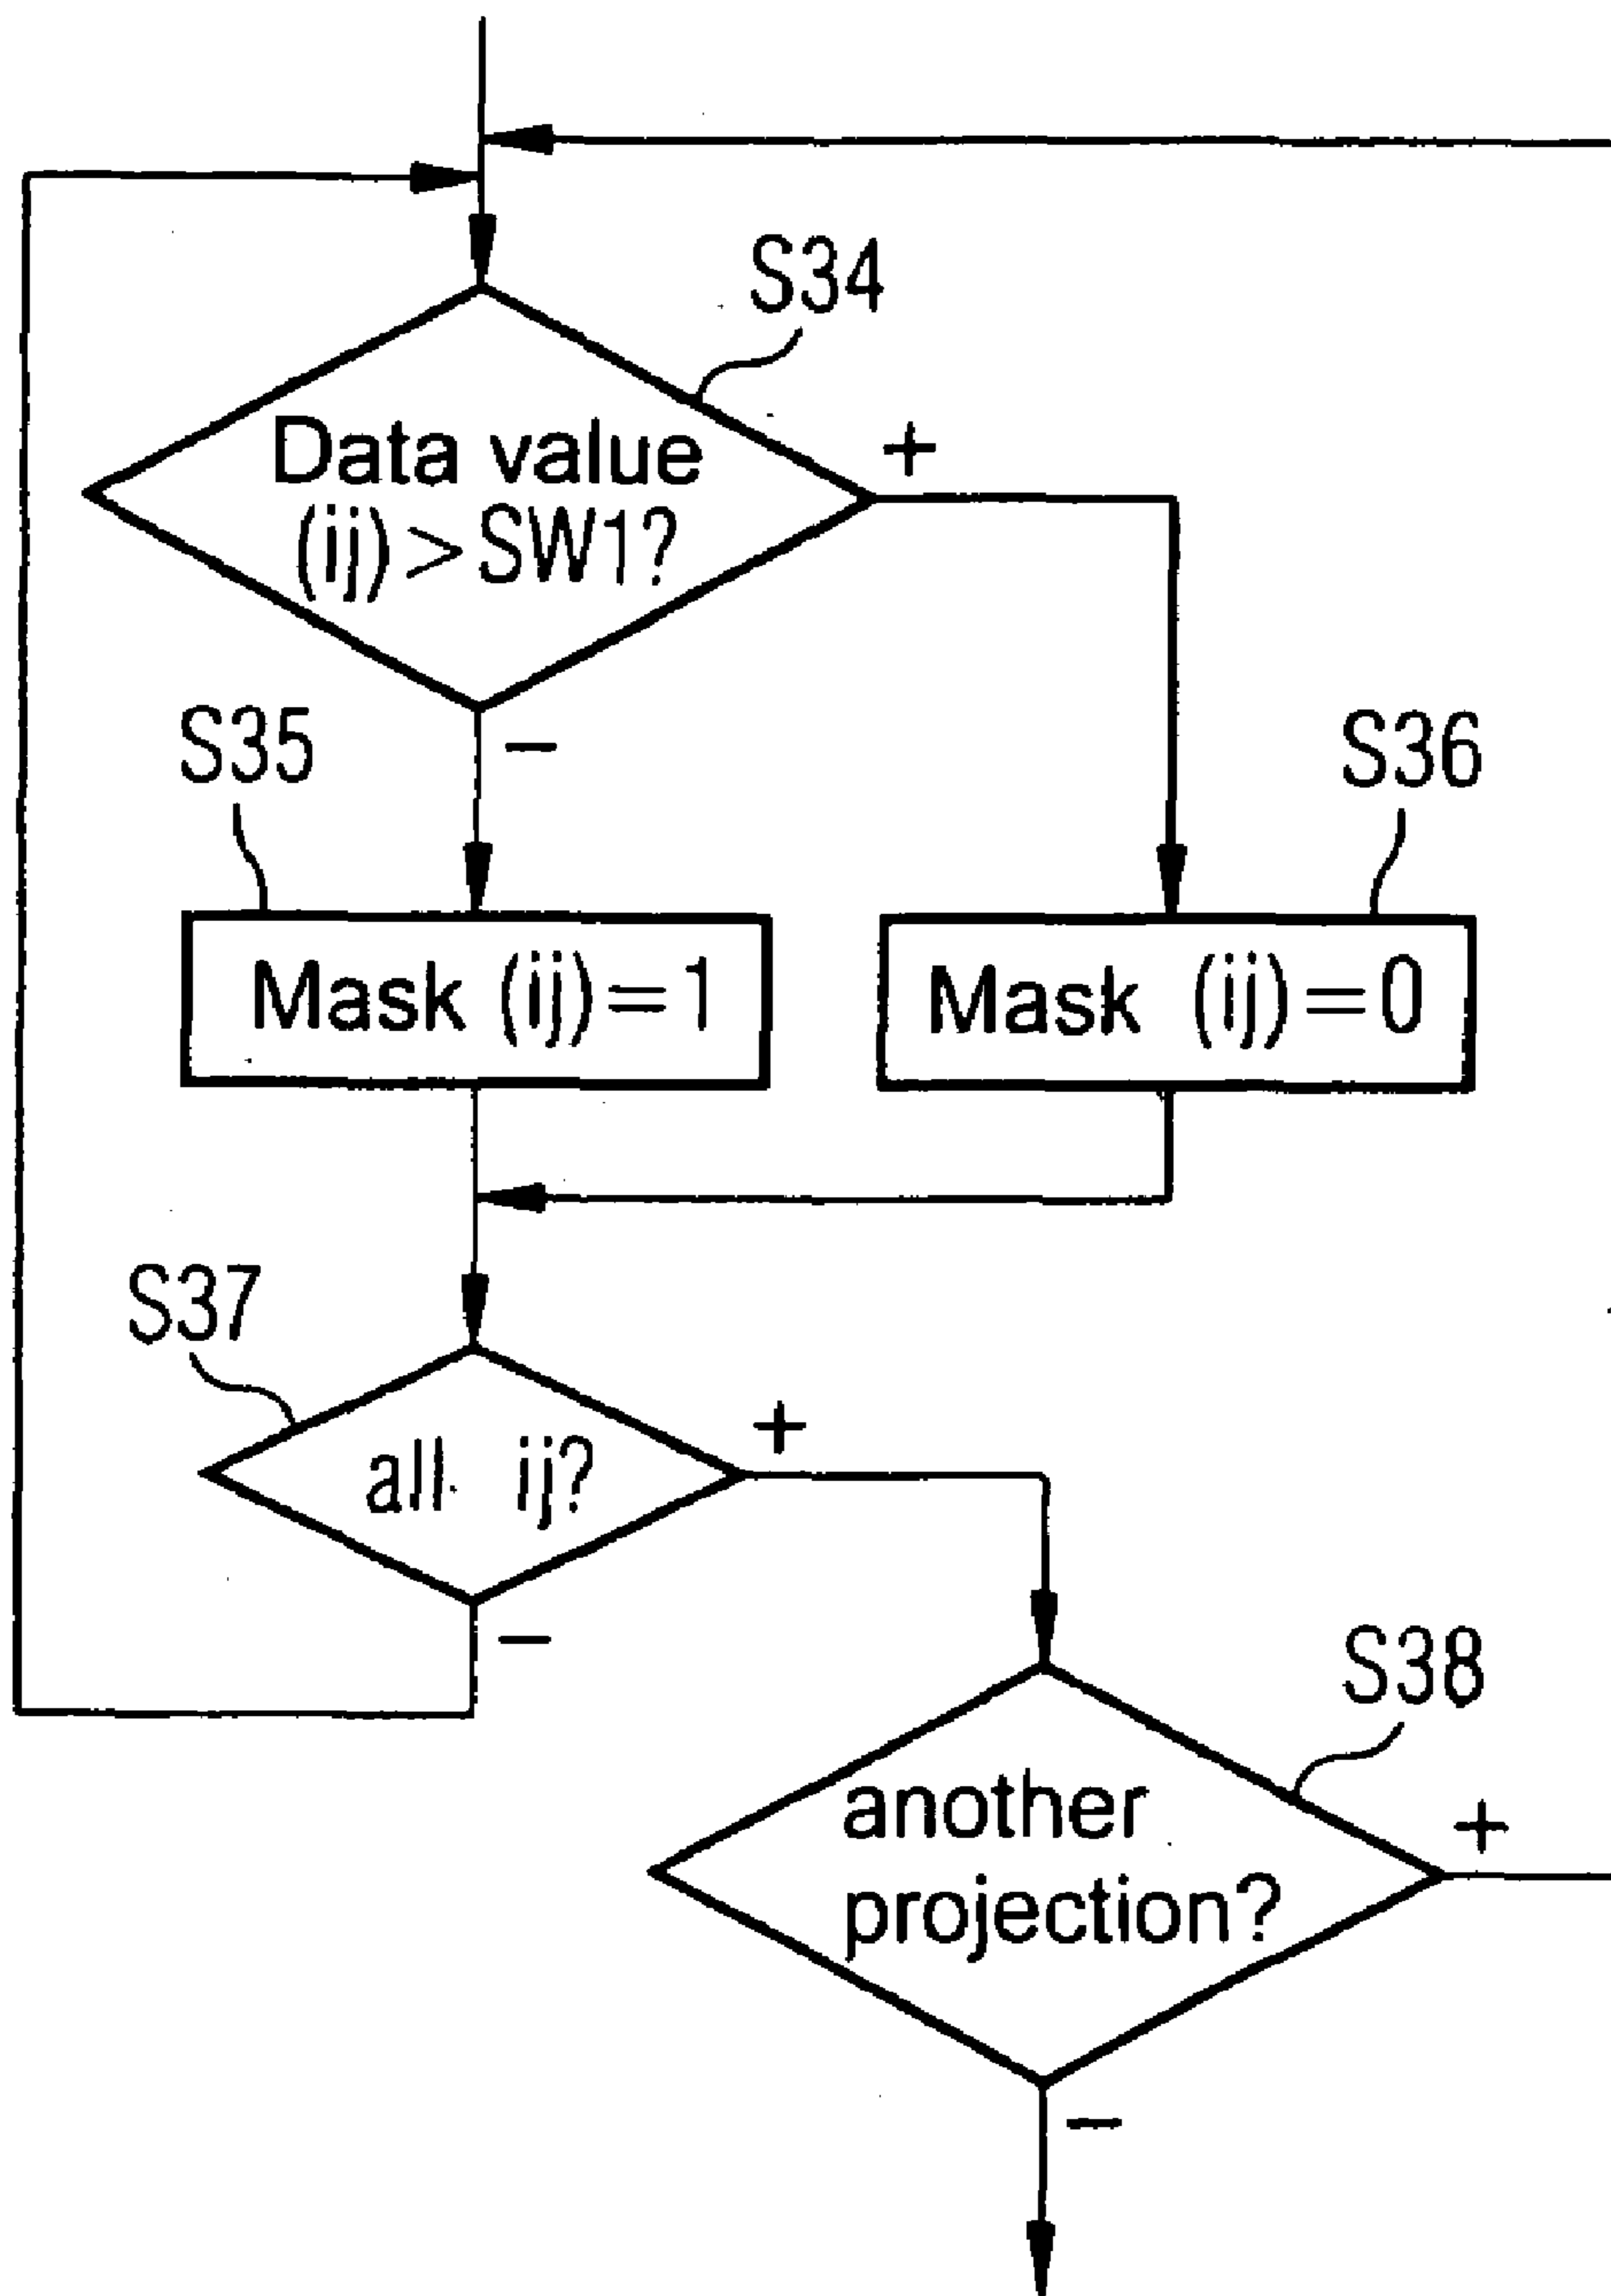 S34
Data value
(ij) > SW1?
+
−
S35
S36
Mask (ij) = 1
Mask (ij) = 0
S37
+
all ij?
−
S38
another
projection?
+
−